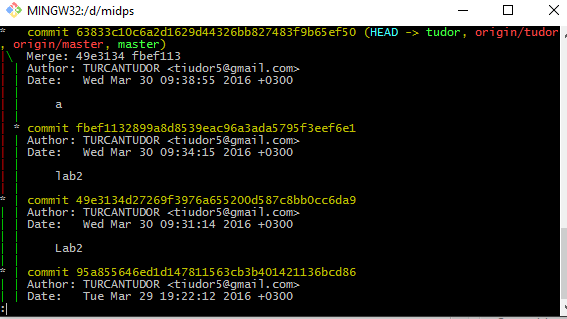 MINGW32:/d/midps
* commit 63833c10c6a2d1629d44326bb827483f9b65ef50 (HEAD -> tudor, origin/tudor
, origin/master, master)
|\ Merge: 49e3134 fbef113
| | Author: TURCANTUDOR <tiudor5@gmail.com>
| | Date: Wed Mar 30 09:38:55 2016 +0300
| |
| | a
| |
| * commit fbef1132899a8d8539eac96a3ada5795f3eef6e1
| | Author: TURCANTUDOR <tiudor5@gmail.com>
| | Date: Wed Mar 30 09:34:15 2016 +0300
| |
| | lab2
| |
* | commit 49e3134d27269f3976a655200d587c8bb0cc6da9
| | Author: TURCANTUDOR <tiudor5@gmail.com>
| | Date: Wed Mar 30 09:31:14 2016 +0300
| |
| | Lab2
| |
* | commit 95a855646ed1d147811563cb3b401421136bcd86
| | Author: TURCANTUDOR <tiudor5@gmail.com>
| | Date: Tue Mar 29 19:22:12 2016 +0300
: